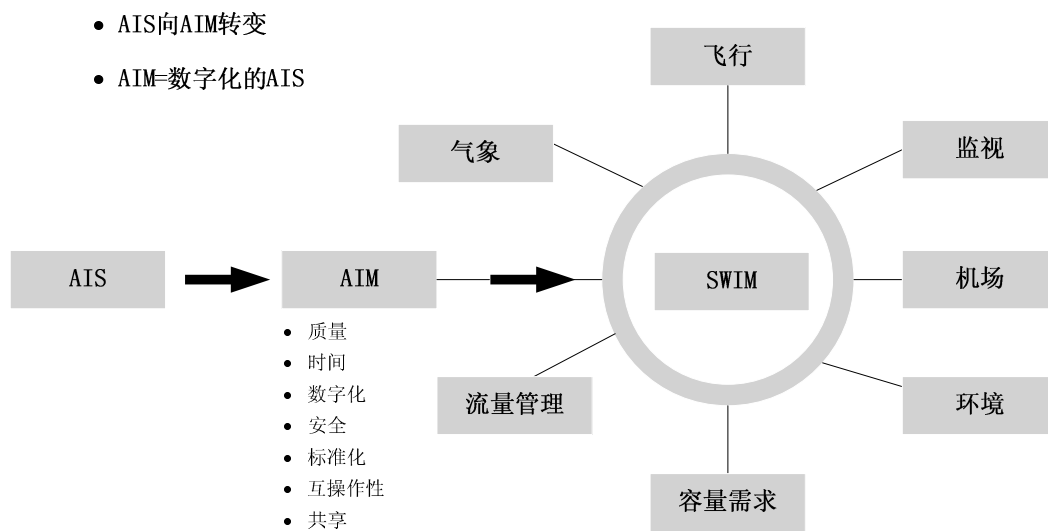 AIS向AIM转变
AIM=数字化的AIS
飞行
气象
监视
AIS
AIM
SWIM
机场
质量
时间
数字化
安全
标准化
互操作性
共享
流量管理
环境
容量需求